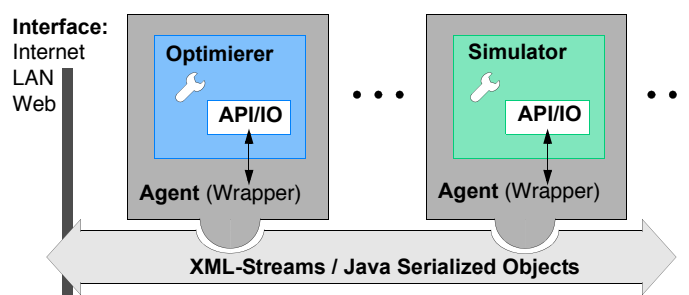 Interface:
Internet
LAN
Web
Optimierer
API/IO
Agent (Wrapper)
Simulator
API/IO
Agent (Wrapper)
XML-Streams / Java Serialized Objects